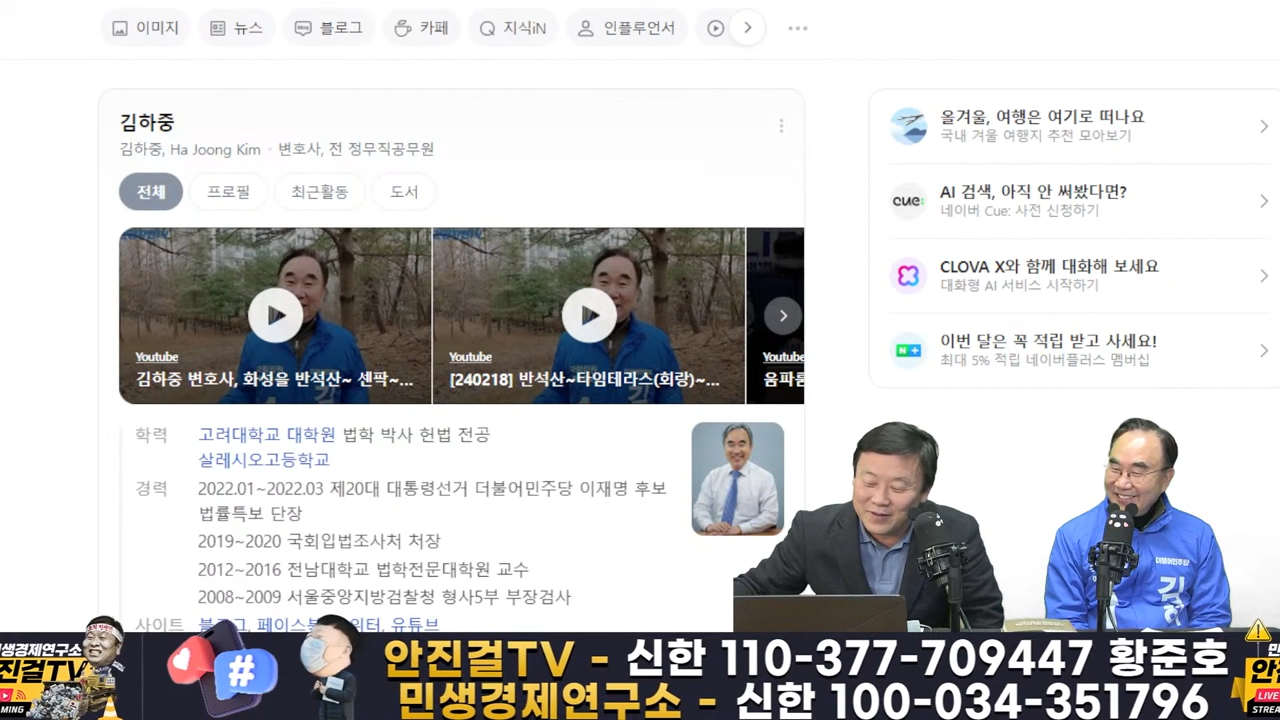 이미지
뉴스
블로그
카페
지식iN
인플루언서
김하중
김하중, Ha Joong Kim · 변호사, 전 정무직공무원
전체
프로필
최근활동
도서
Youtube
김하중 변호사, 화성을 반석산~ 센팍~...
Youtube
[240218] 반석산~타임테라스(회랑)~...
Youtube
학력 고려대학교 대학원 법학 박사 헌법 전공
살레시오고등학교
경력 2022.01~2022.03 제20대 대통령선거 더불어민주당 이재명 후보
법률특보 단장
2019~2020 국회입법조사처 처장
2012~2016 전남대학교 법학전문대학원 교수
2008~2009 서울중앙지방검찰청 형사5부 부장검사
사이트
유튜브
올겨울, 여행은 여기로 떠나요
국내 겨울 여행지 추천 모아보기
cue:
AI 검색, 아직 안 써봤다면?
네이버 Cue: 사전 신청하기
CLOVA X와 함께 대화해 보세요
대화형 AI 서비스 시작하기
N +
이번 달은 꼭 적립 받고 사세요!
최대 5% 적립 네이버플러스 멤버십
더불어민주당
안진걸TV - 신한 110-377-709447 황준호
민생경제연구소 - 신한 100-034-351796
#
LIVE